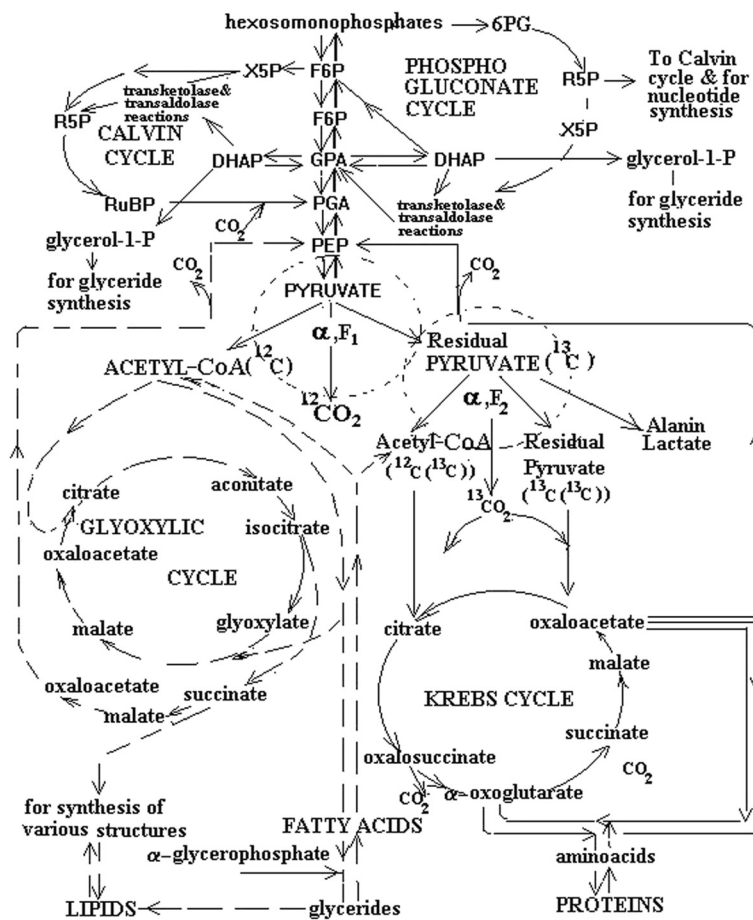 hexosomonophosphates
6PG
X5P
F6P
PHOSPHO
GLUCONATE
CYCLE
R5P
To Calvin
cycle & for
nucleotide
synthesis
transketolase&
transaldolase
reactions
R5P
CALVIN
CYCLE
F6P
X5P
DHAP
GPA
DHAP
glycerol-1-P
for glyceride
synthesis
RuBP
PGA
transketolase&
transaldolase
reactions
CO2
glycerol-1-P
for glyceride
synthesis
CO2
PEP
CO2
PYRUVATE
α,F1
Residual
PYRUVATE (13C)
ACETYL-CoA(12C)
12CO2
α,F2
Alanin
Lactate
Acetyl-CoA
(12C(13C))
Residual
Pyruvate
(13C(13C))
13CO2
citrate
aconitate
GLYOXYLIC
isocitrate
oxaloacetate
CYCLE
malate
glyoxylate
oxaloacetate
succinate
malate
citrate
oxaloacetate
malate
KREBS CYCLE
succinate
oxalosuccinate
CO2
CO2
α-oxoglutarate
for synthesis of
various structures
FATTY ACIDS
α-glycerophosphate
aminoacids
LIPIDS
glycerides
PROTEINS